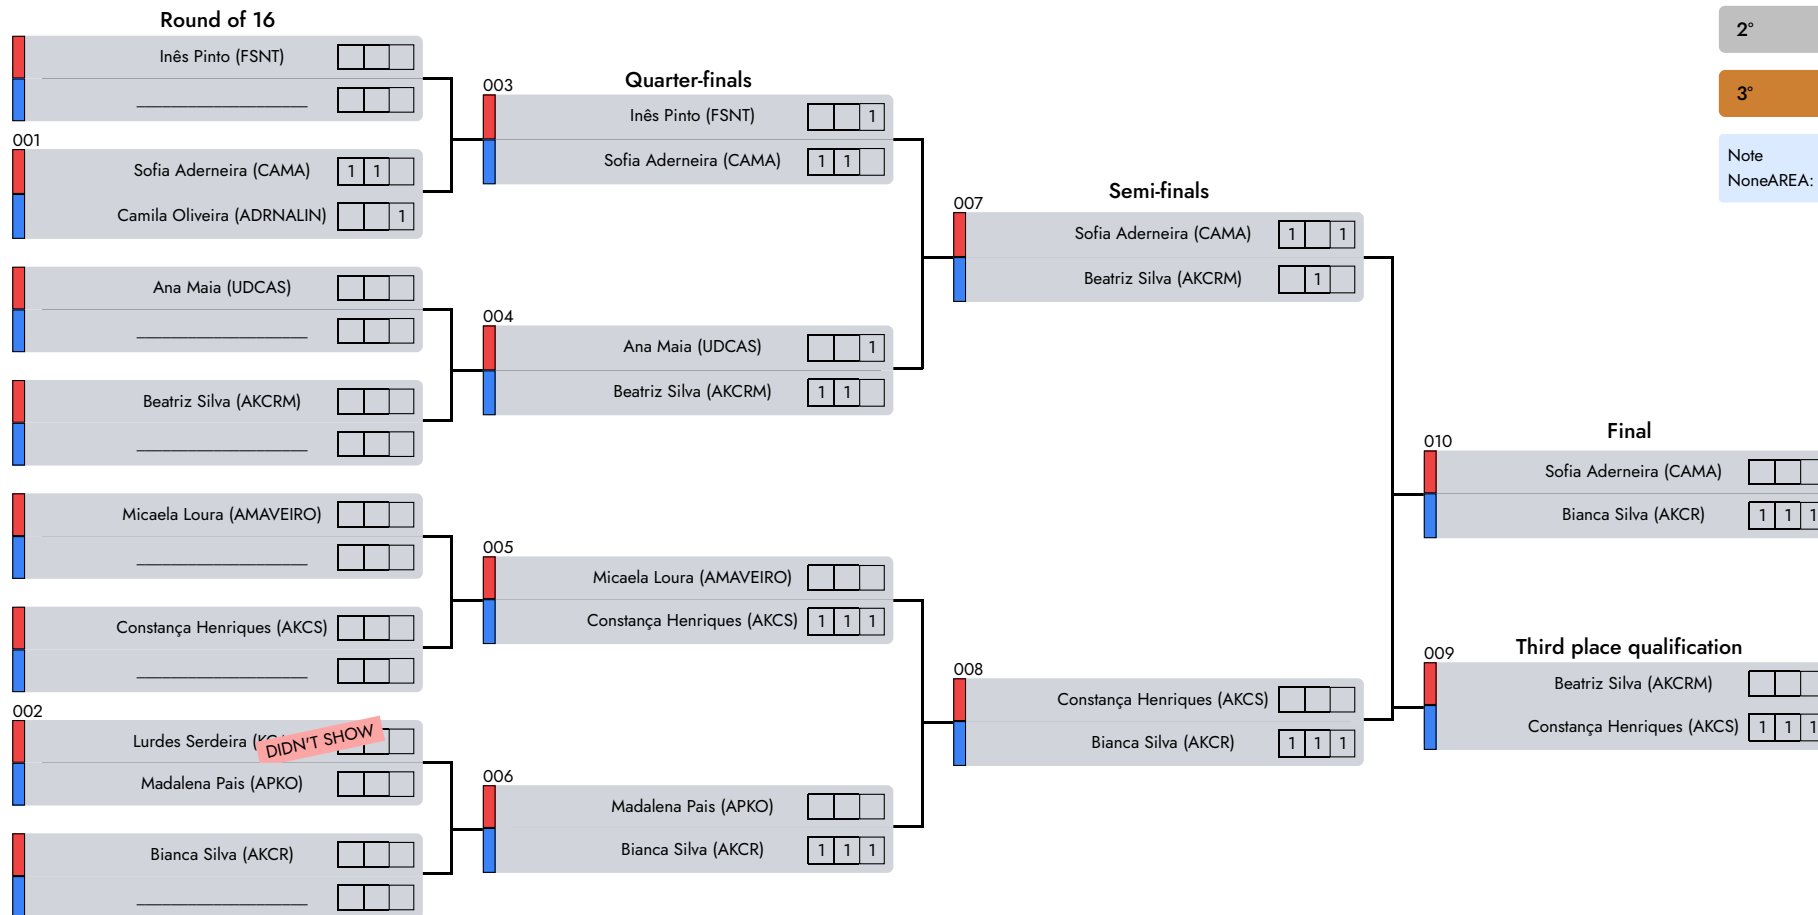 Round of 16
Inês Pinto (FSNT)
001
Sofia Aderneira (CAMA) 1 1
Camila Oliveira (ADRNALIN) 1
Ana Maia (UDCAS)
Beatriz Silva (AKCRM)
Micaela Loura (AMAVEIRO)
Constança Henriques (AKCS)
002
Lurdes Serdeira
DIDN'T SHOW
Madalena Pais (APKO)
Bianca Silva (AKCR)
Quarter-finals
003
Inês Pinto (FSNT) 1
Sofia Aderneira (CAMA) 1 1
004
Ana Maia (UDCAS) 1
Beatriz Silva (AKCRM) 1 1
005
Micaela Loura (AMAVEIRO)
Constança Henriques (AKCS) 1 1 1
006
Madalena Pais (APKO)
Bianca Silva (AKCR) 1 1 1
Semi-finals
007
Sofia Aderneira (CAMA) 1 1
Beatriz Silva (AKCRM) 1
008
Constança Henriques (AKCS)
Bianca Silva (AKCR) 1 1 1
Final
010
Sofia Aderneira (CAMA)
Bianca Silva (AKCR) 1 1 1
Third place qualification
009
Beatriz Silva (AKCRM)
Constança Henriques (AKCS) 1 1 1
2°
3°
Note
NoneAREA: